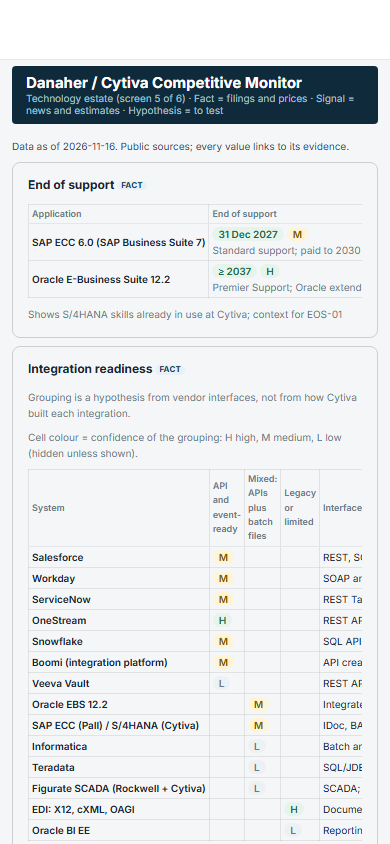 Danaher / Cytiva Competitive Monitor
Technology estate (screen 5 of 6) · Fact = filings and prices · Signal =
news and estimates · Hypothesis = to test
Data as of 2026-11-16. Public sources; every value links to its evidence.
End of support FACT
Application End of support
SAP ECC 6.0 (SAP Business Suite 7) 31 Dec 2027 M
Standard support; paid to 2030
Oracle E-Business Suite 12.2 ≥ 2037 H
Premier Support; Oracle extend
Shows S/4HANA skills already in use at Cytiva; context for EOS-01
Integration readiness FACT
Grouping is a hypothesis from vendor interfaces, not from how Cytiva
built each integration.
Cell colour = confidence of the grouping: H high, M medium, L low
(hidden unless shown).
System
API
and
event-
ready
Mixed:
APIs
plus
batch
files
Legacy
or
limited
Interface
Salesforce M REST, SO
Workday M SOAP an
ServiceNow M REST Ta
OneStream H REST AP
Snowflake M SQL API
Boomi (integration platform) M API crea
Veeva Vault L REST AP
Oracle EBS 12.2 M Integrate
SAP ECC (Pall) / S/4HANA (Cytiva) M IDoc, BA
Informatica L Batch an
Teradata L SQL/JDB
Figurate SCADA (Rockwell + Cytiva) L SCADA;
EDI: X12, cXML, OAGI H Docume
Oracle BI EE L Reportin